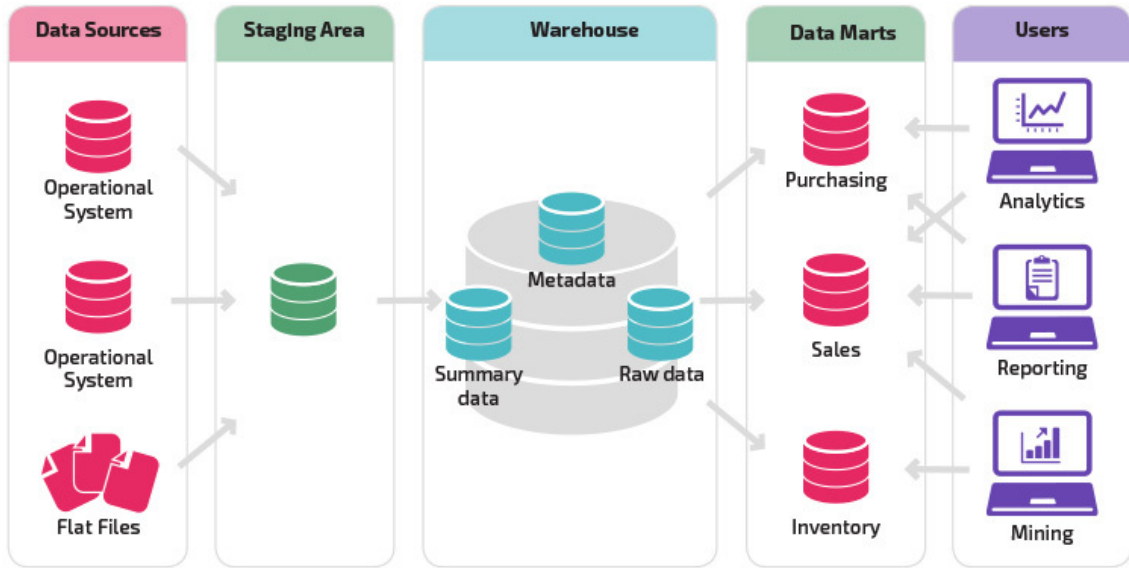 Data Sources
Staging Area
Warehouse
Data Marts
Users
Operational
System
Operational
System
Flat Files
Metadata
Summary
data
Raw data
Purchasing
Sales
Inventory
Analytics
Reporting
Mining